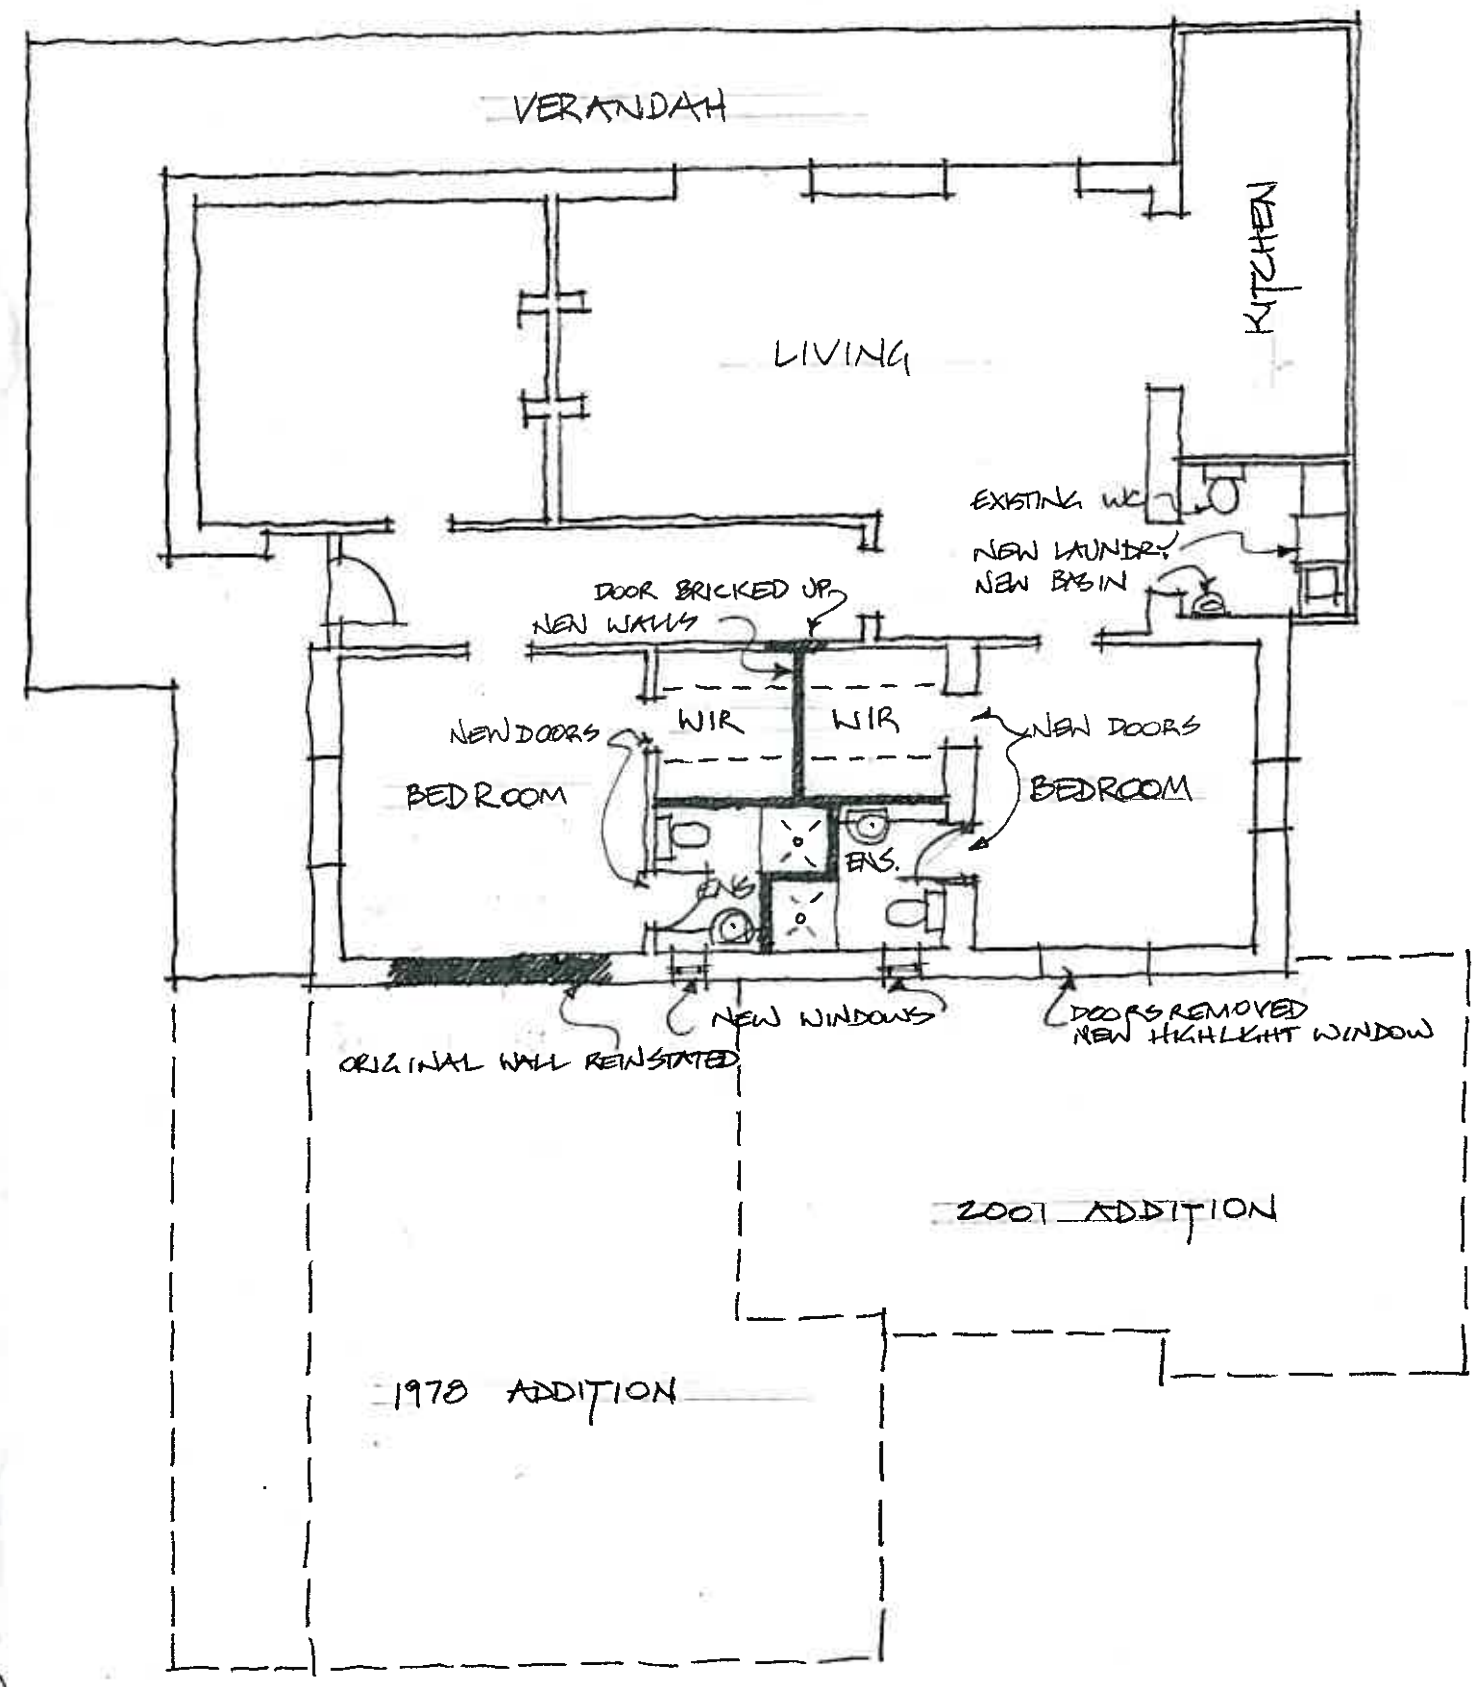 VERANDAH
KITCHEN
LIVING
EXISTING WC
NEW LAUNDRY
NEW BASIN
DOOR BRICKED UP
NEW WALLS
WIR
WIR
NEW DOORS
NEW DOORS
BEDROOM
BEDROOM
ENS.
ENS
NEW WINDOWS
DOORS REMOVED
NEW HIGHLIGHT WINDOW
ORIGINAL WALL REINSTATED
2001 ADDITION
1978 ADDITION